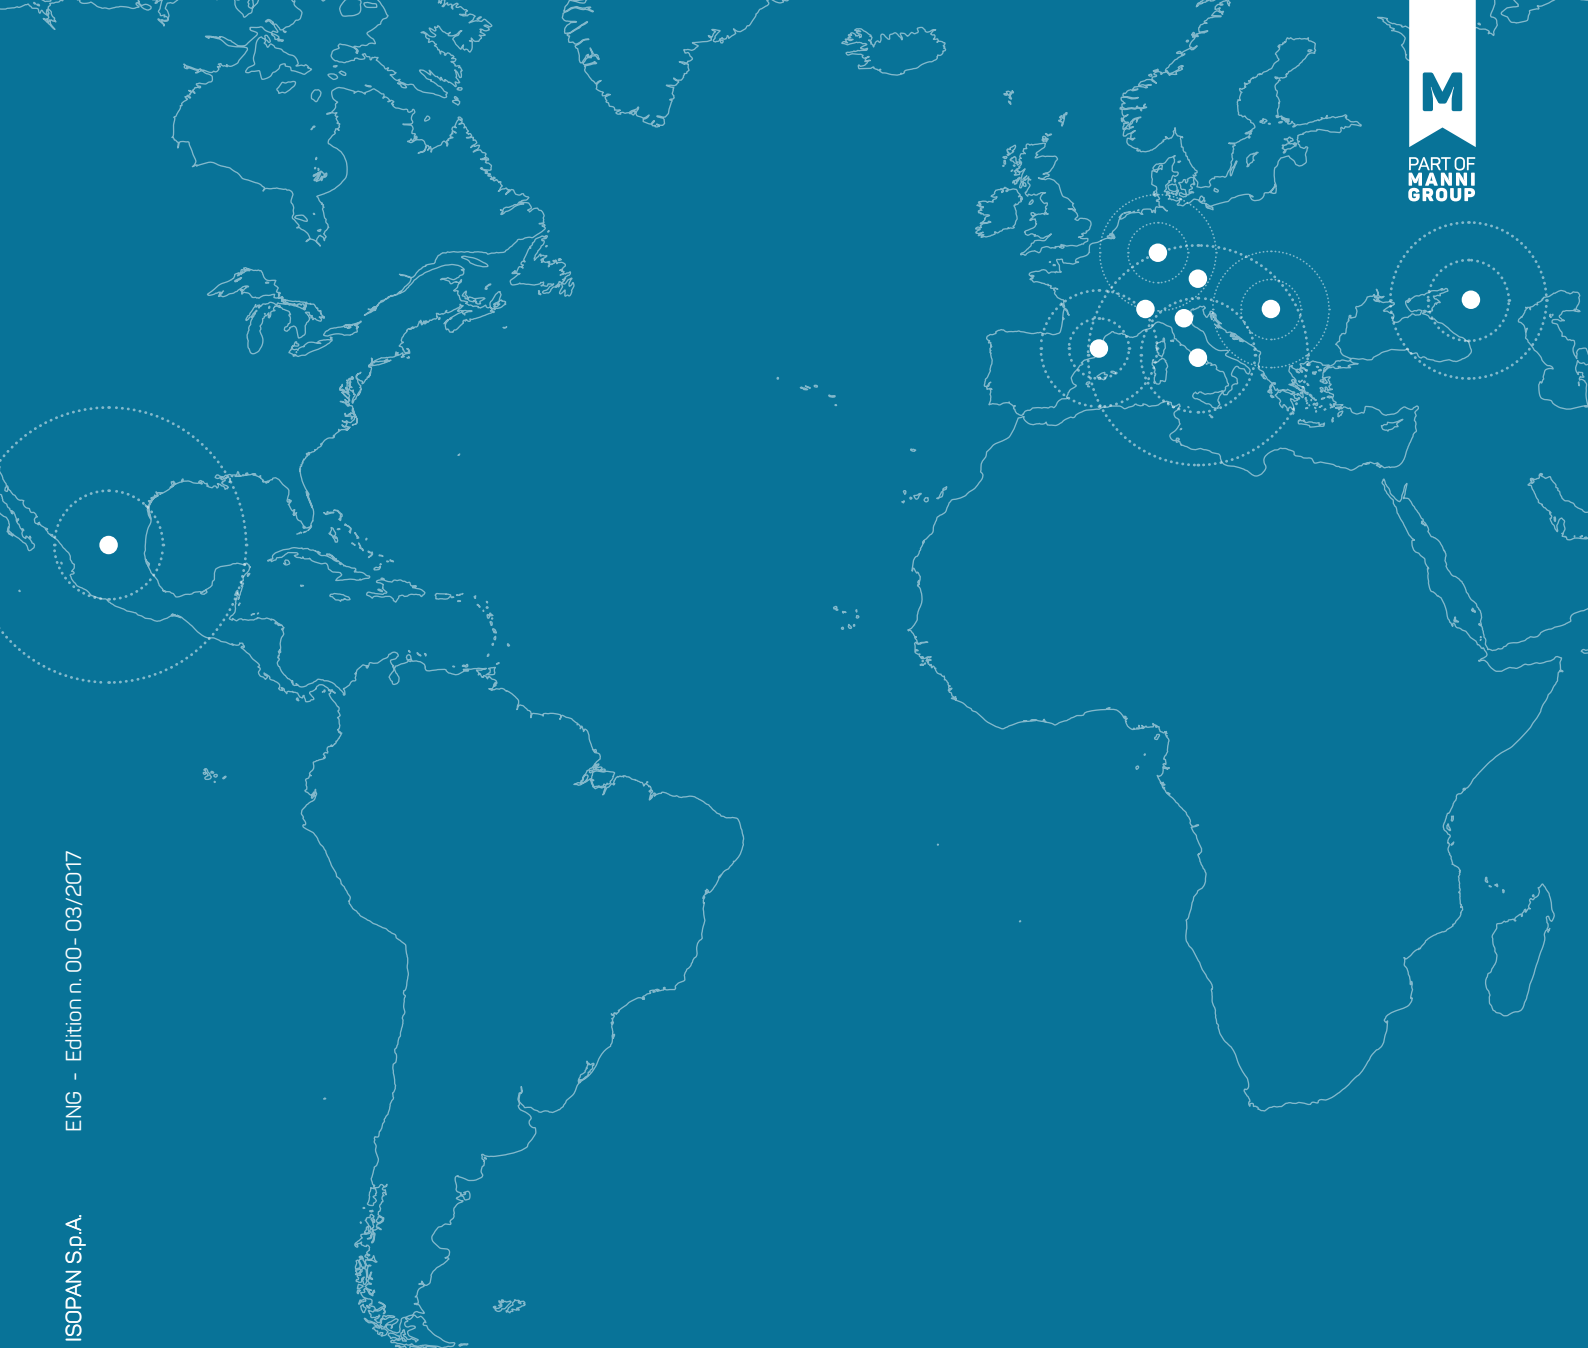 M
PART OF
MANNI
GROUP
ISOPAN S.p.A. ENG - Edition n. 00- 03/2017